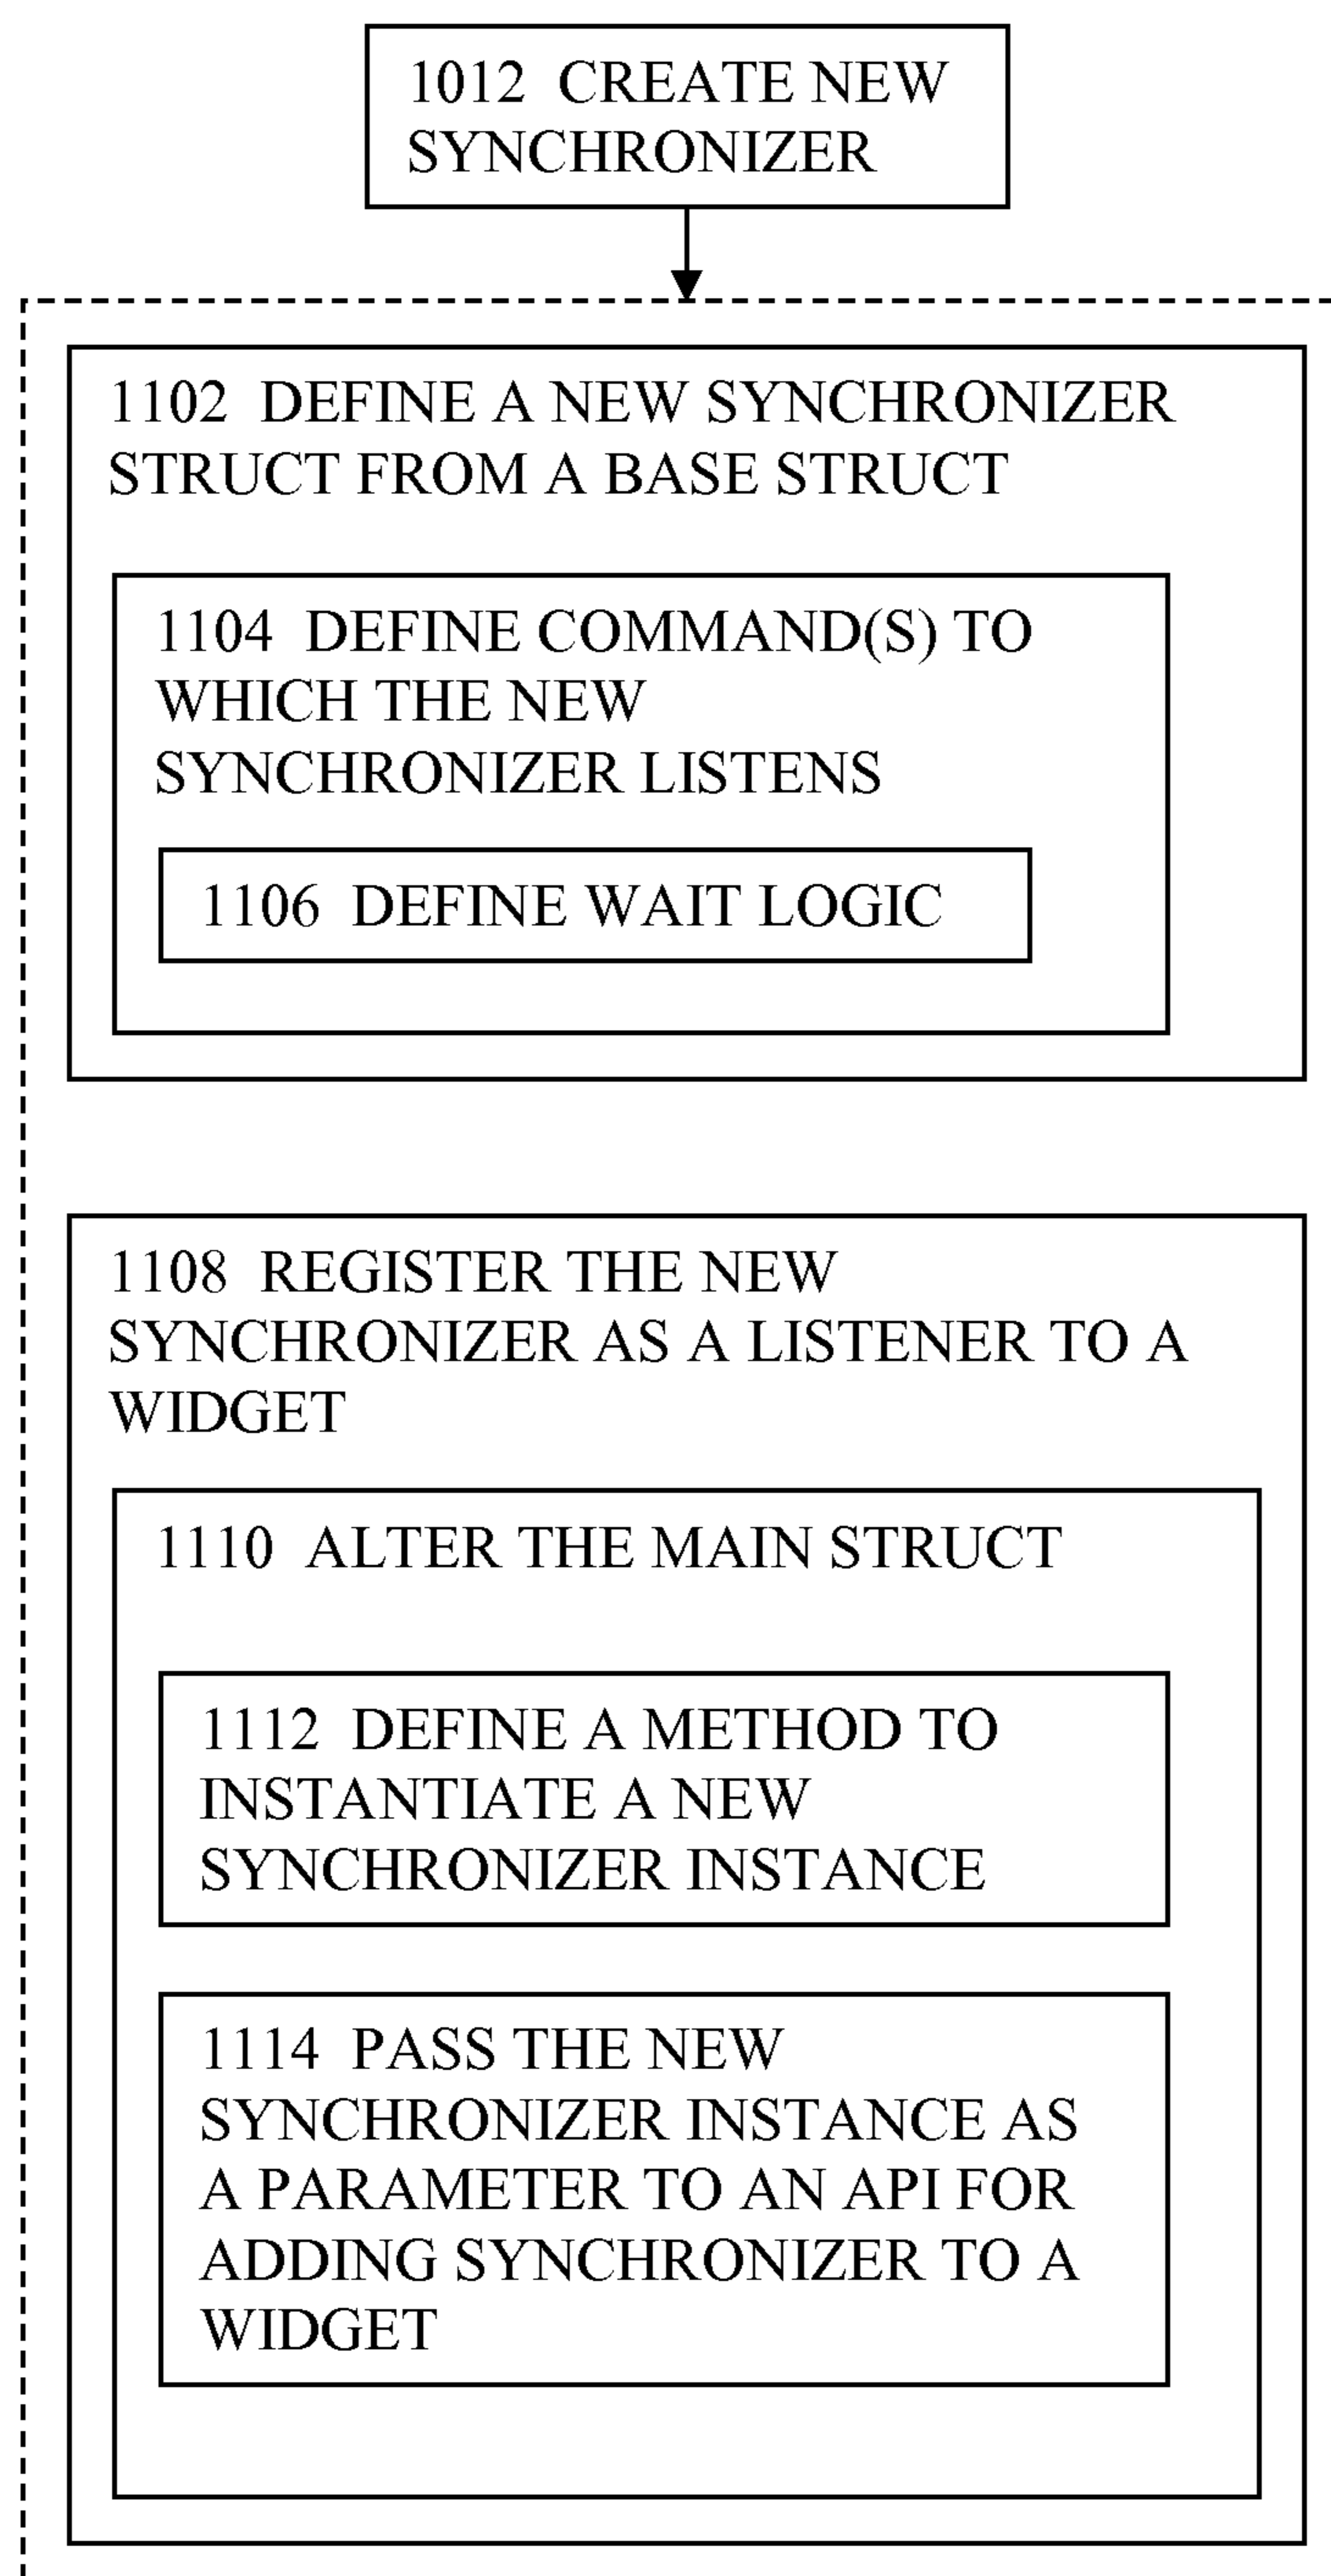 1012 CREATE NEW
SYNCHRONIZER
1102 DEFINE A NEW SYNCHRONIZER
STRUCT FROM A BASE STRUCT
1104 DEFINE COMMAND(S) TO
WHICH THE NEW
SYNCHRONIZER LISTENS
1106 DEFINE WAIT LOGIC
1108 REGISTER THE NEW
SYNCHRONIZER AS A LISTENER TO A
WIDGET
1110 ALTER THE MAIN STRUCT
1112 DEFINE A METHOD TO
INSTANTIATE A NEW
SYNCHRONIZER INSTANCE
1114 PASS THE NEW
SYNCHRONIZER INSTANCE AS
A PARAMETER TO AN API FOR
ADDING SYNCHRONIZER TO A
WIDGET